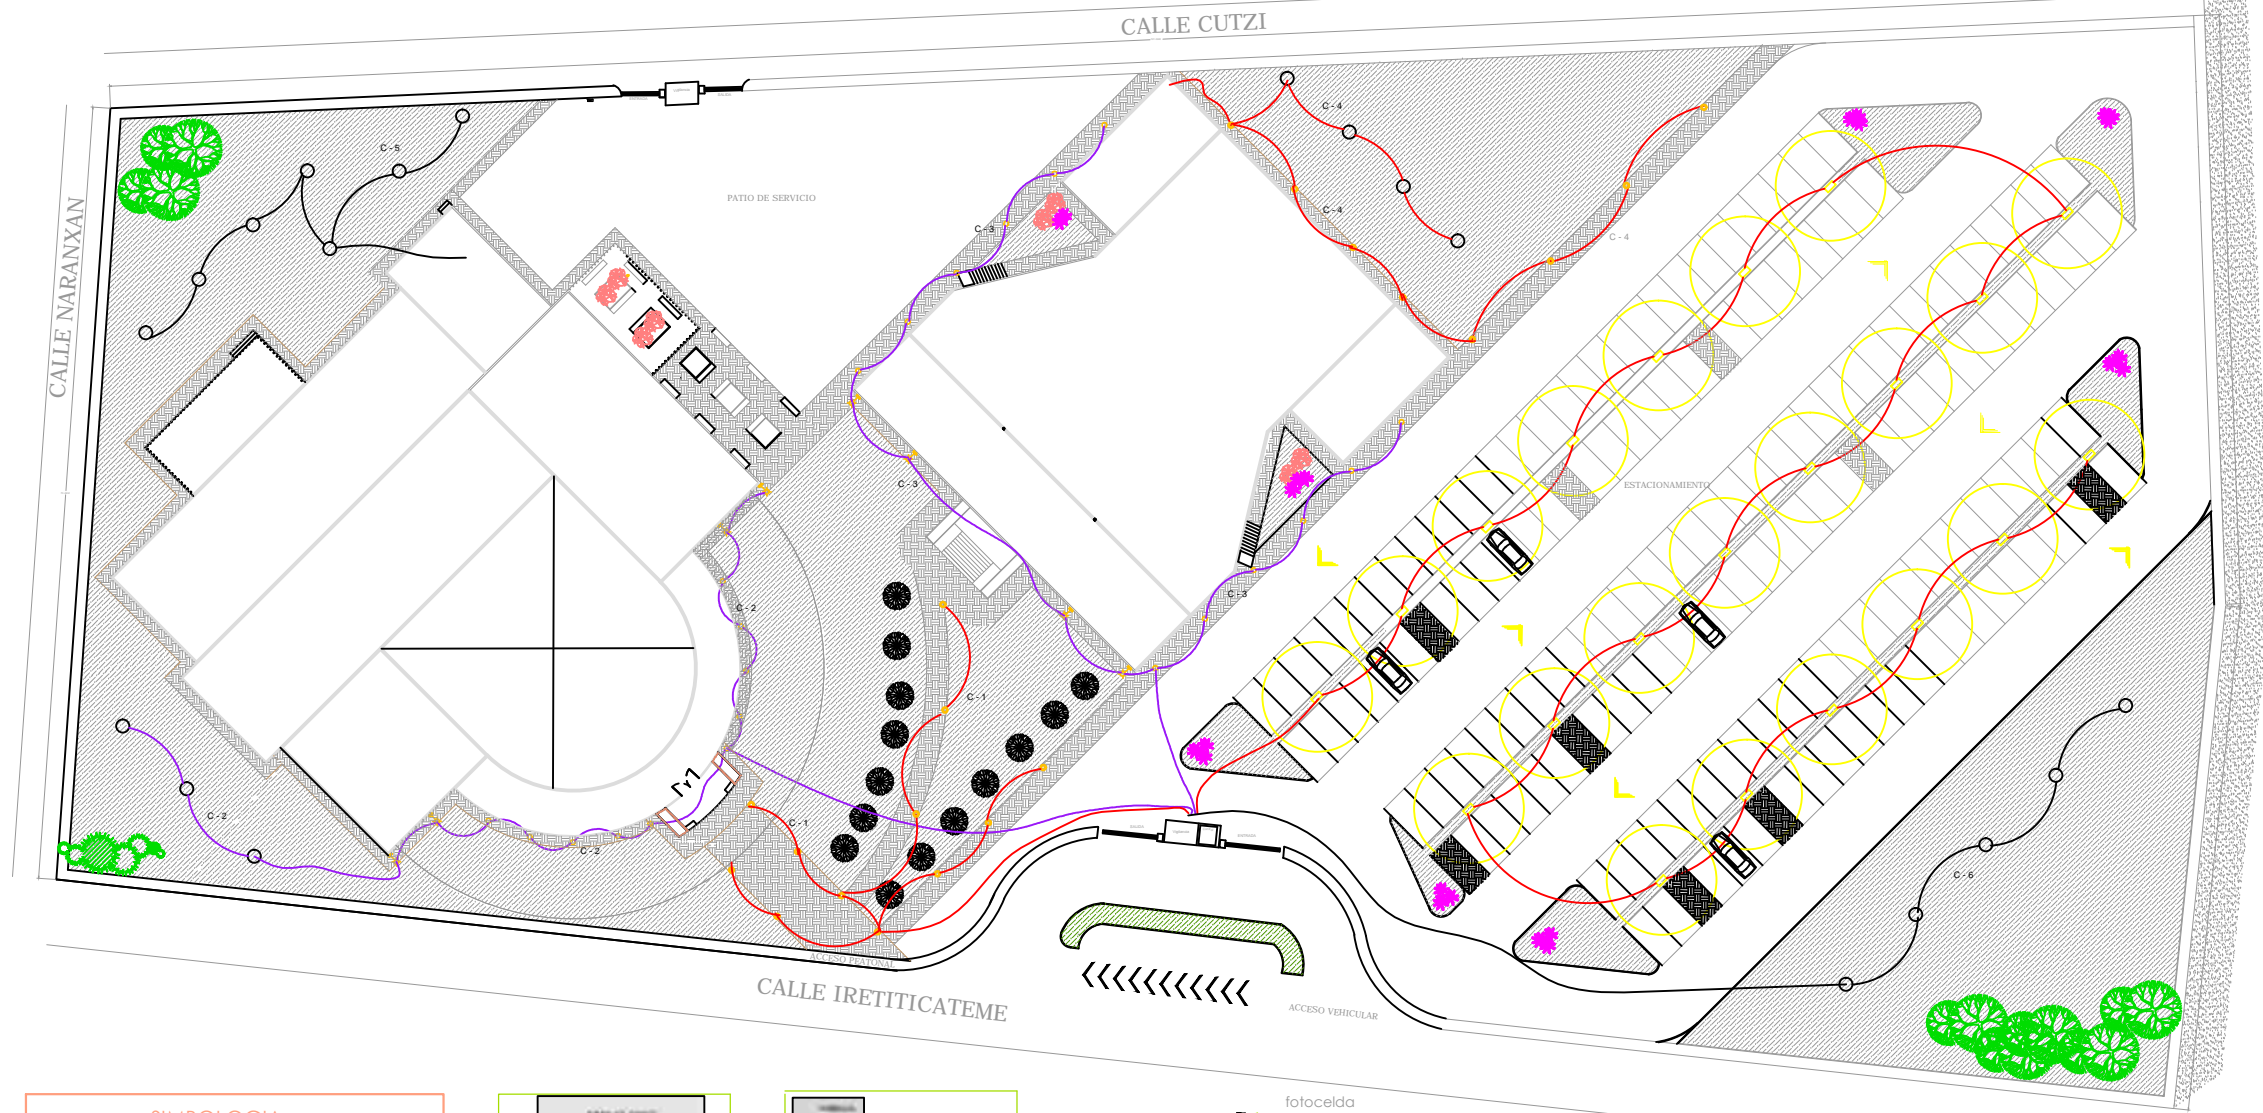 CALLE CUTZI
CALLE NARANXAN
C-5
C-4
PATIO DE SERVICIO
C-4
C-3
C-4
C-3
ESTACIONAMIENTO
C-3
C-2
C-1
C-2
C-1
C-2
C-6
ACCESO PEATONAL
CALLE IRETITICATEME
ACCESO VEHICULAR
fotocelda